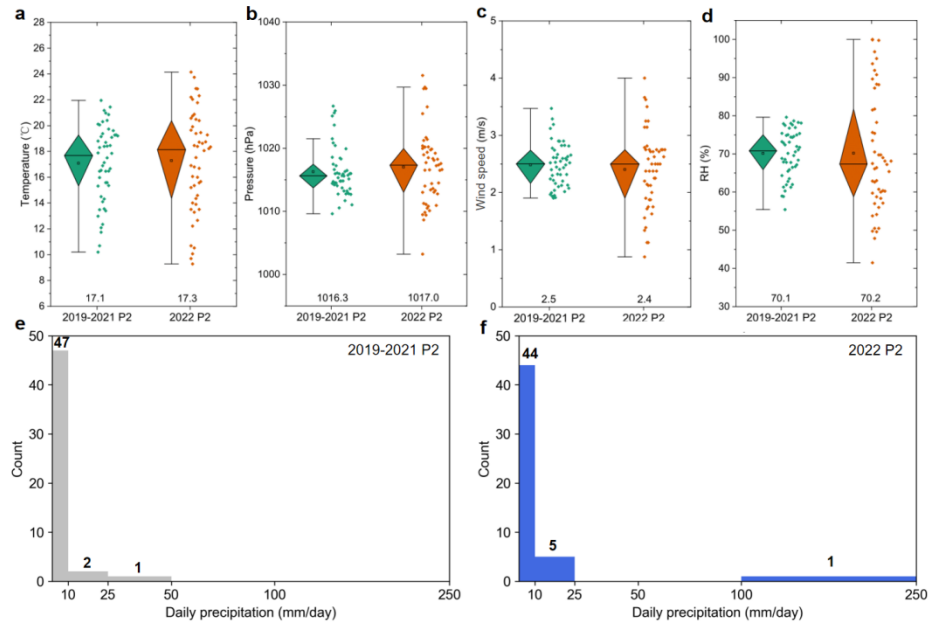 a
b
c
d
28
26
24
22
20
18
16
14
12
10
8
6
Temperature (℃)
17.1
17.3
2019-2021 P2
2022 P2
1040
1030
1020
1010
1000
Pressure (hPa)
1016.3
1017.0
2019-2021 P2
2022 P2
5
4
3
2
1
0
Wind speed (m/s)
2.5
2.4
2019-2021 P2
2022 P2
100
90
80
70
60
50
40
30
RH (%)
70.1
70.2
2019-2021 P2
2022 P2
e
2019-2021 P2
50
40
30
20
10
0
Count
47
2
1
10
25
50
100
250
Daily precipitation (mm/day)
f
2022 P2
50
40
30
20
10
0
Count
44
5
1
10
25
50
100
250
Daily precipitation (mm/day)